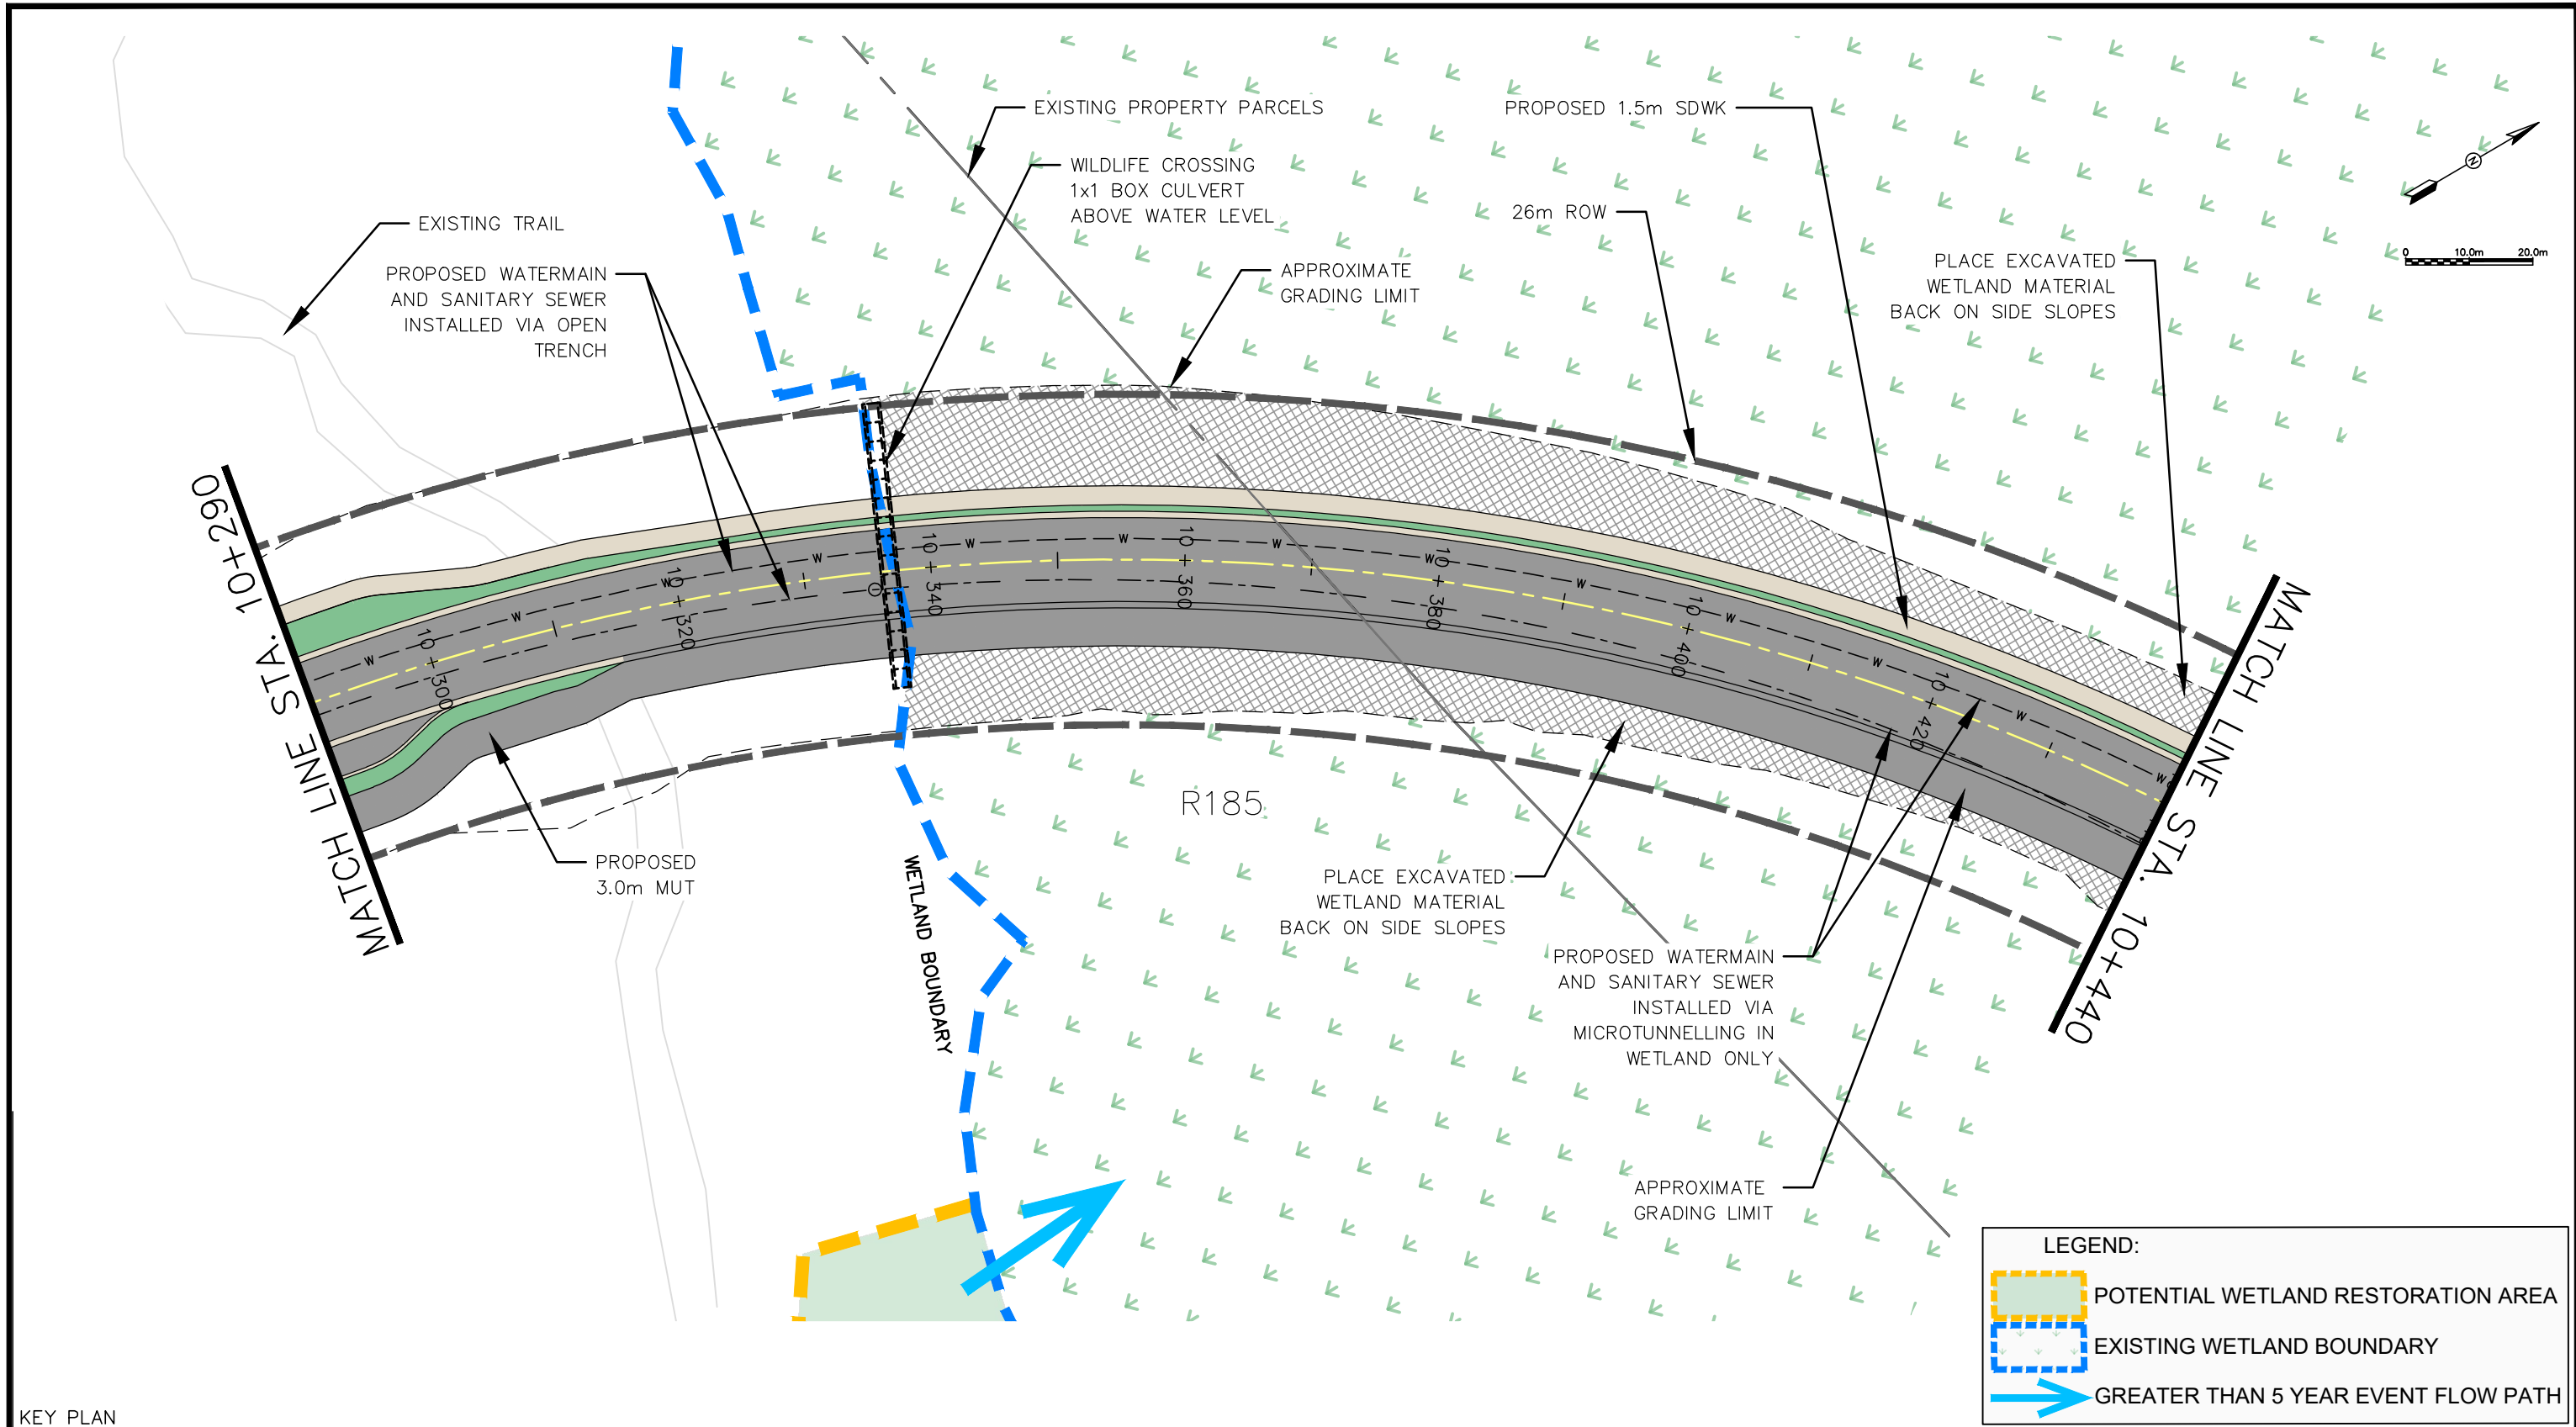 EXISTING PROPERTY PARCELS
PROPOSED 1.5m SDWK
WILDLIFE CROSSING
1x1 BOX CULVERT
ABOVE WATER LEVEL
N
EXISTING TRAIL
26m ROW
0 10.0m 20.0m
PROPOSED WATERMAIN
AND SANITARY SEWER
INSTALLED VIA OPEN
TRENCH
APPROXIMATE
GRADING LIMIT
PLACE EXCAVATED
WETLAND MATERIAL
BACK ON SIDE SLOPES
MATCH LINE STA. 10+290
10+300
10+320
10+340
10+360
10+380
10+400
10+420
W
W
W
W
W
W
W
W
W
W
W
W
W
W
MATCH LINE STA. 10+440
R185
PROPOSED
3.0m MUT
WETLAND BOUNDARY
PLACE EXCAVATED
WETLAND MATERIAL
BACK ON SIDE SLOPES
PROPOSED WATERMAIN
AND SANITARY SEWER
INSTALLED VIA
MICROTUNNELLING IN
WETLAND ONLY
APPROXIMATE
GRADING LIMIT
LEGEND:
POTENTIAL WETLAND RESTORATION AREA
EXISTING WETLAND BOUNDARY
GREATER THAN 5 YEAR EVENT FLOW PATH
KEY PLAN